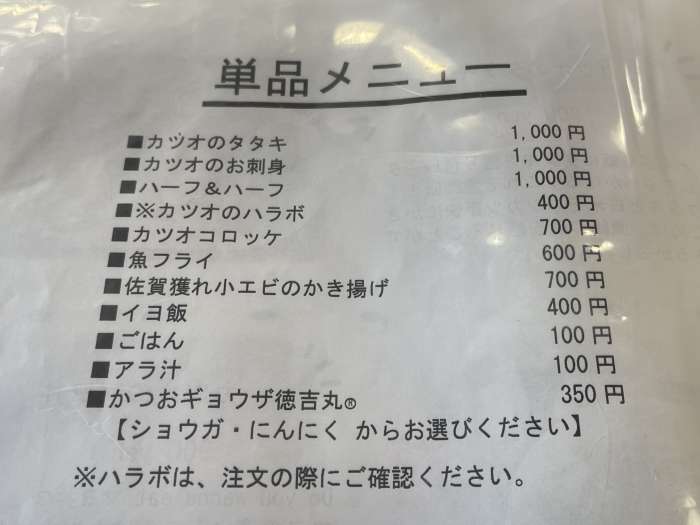 単品メニュー
■カツオのタタキ 1,000円
■カツオのお刺身 1,000円
■ハーフ＆ハーフ 1,000円
■※カツオのハラボ 400円
■カツオコロッケ 700円
■魚フライ 600円
■佐賀獲れ小エビのかき揚げ 700円
■イヨ飯 400円
■ごはん 100円
■アラ汁 100円
■かつおギョウザ徳吉丸® 350円
【ショウガ・にんにく からお選びください】
※ハラボは、注文の際にご確認ください。